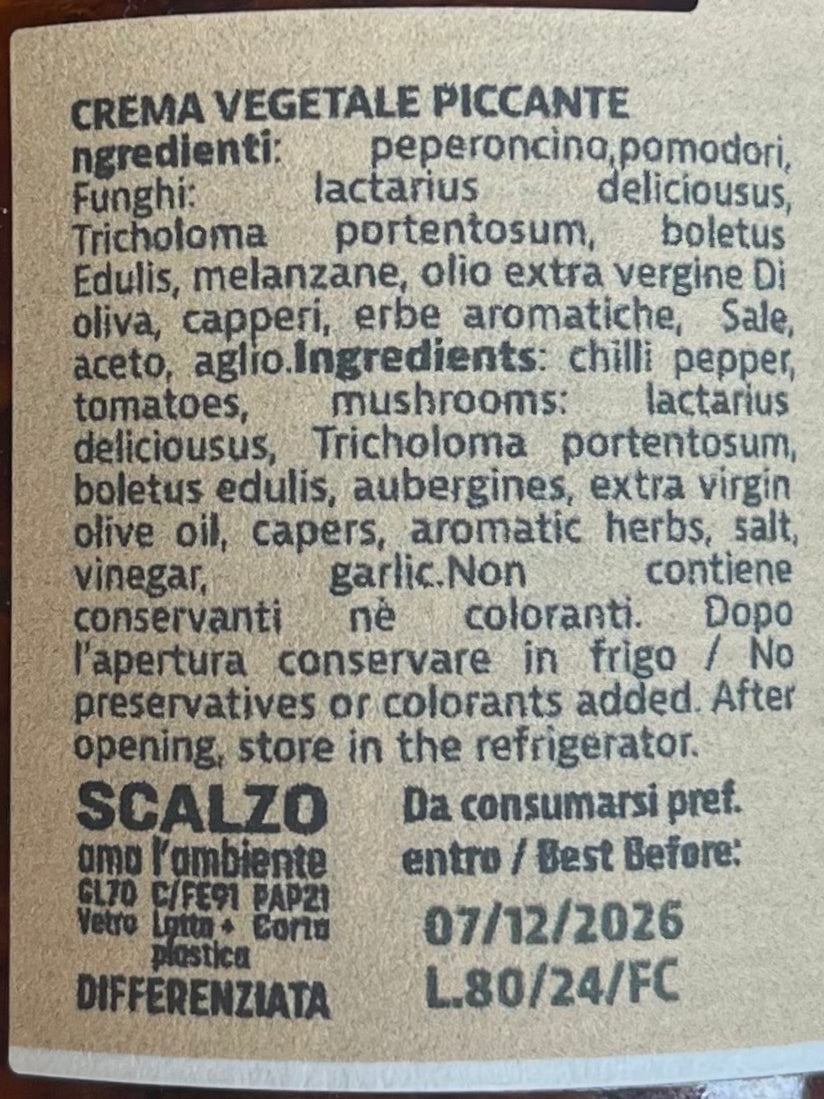 CREMA VEGETALE PICCANTE
ngredienti: peperoncino,pomodori,
Funghi: lactarius deliciousus,
Tricholoma portentosum, boletus
Edulis, melanzane, olio extra vergine Di
oliva, capperi, erbe aromatiche, Sale,
aceto, aglio.Ingredients: chilli pepper,
tomatoes, mushrooms: lactarius
deliciousus, Tricholoma portentosum,
boletus edulis, aubergines, extra virgin
olive oil, capers, aromatic herbs, salt,
vinegar, garlic.Non contiene
conservanti nè coloranti. Dopo
l'apertura conservare in frigo / No
preservatives or colorants added. After
opening, store in the refrigerator.
SCALZO
ama l'ambiente
GL70 C/FE91 PAP21
Vetro Latta + Carta
plastica
DIFFERENZIATA
Da consumarsi pref.
entro / Best Before:
07/12/2026
L.80/24/FC